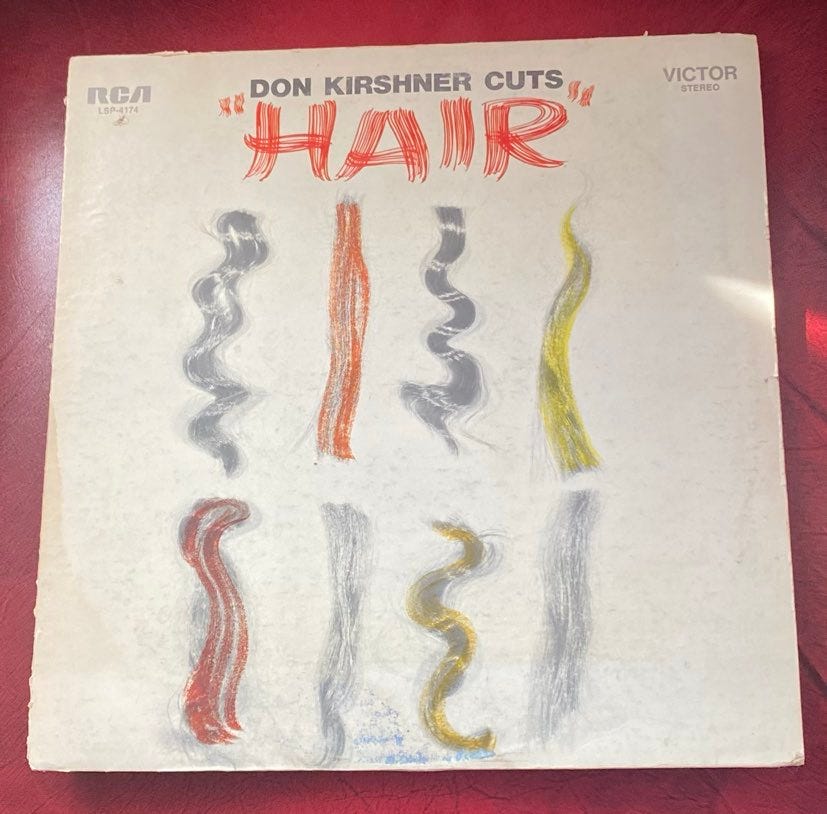 RCA
LSP-4174
DON KIRSHNER CUTS
"HAIR"
VICTOR
STEREO